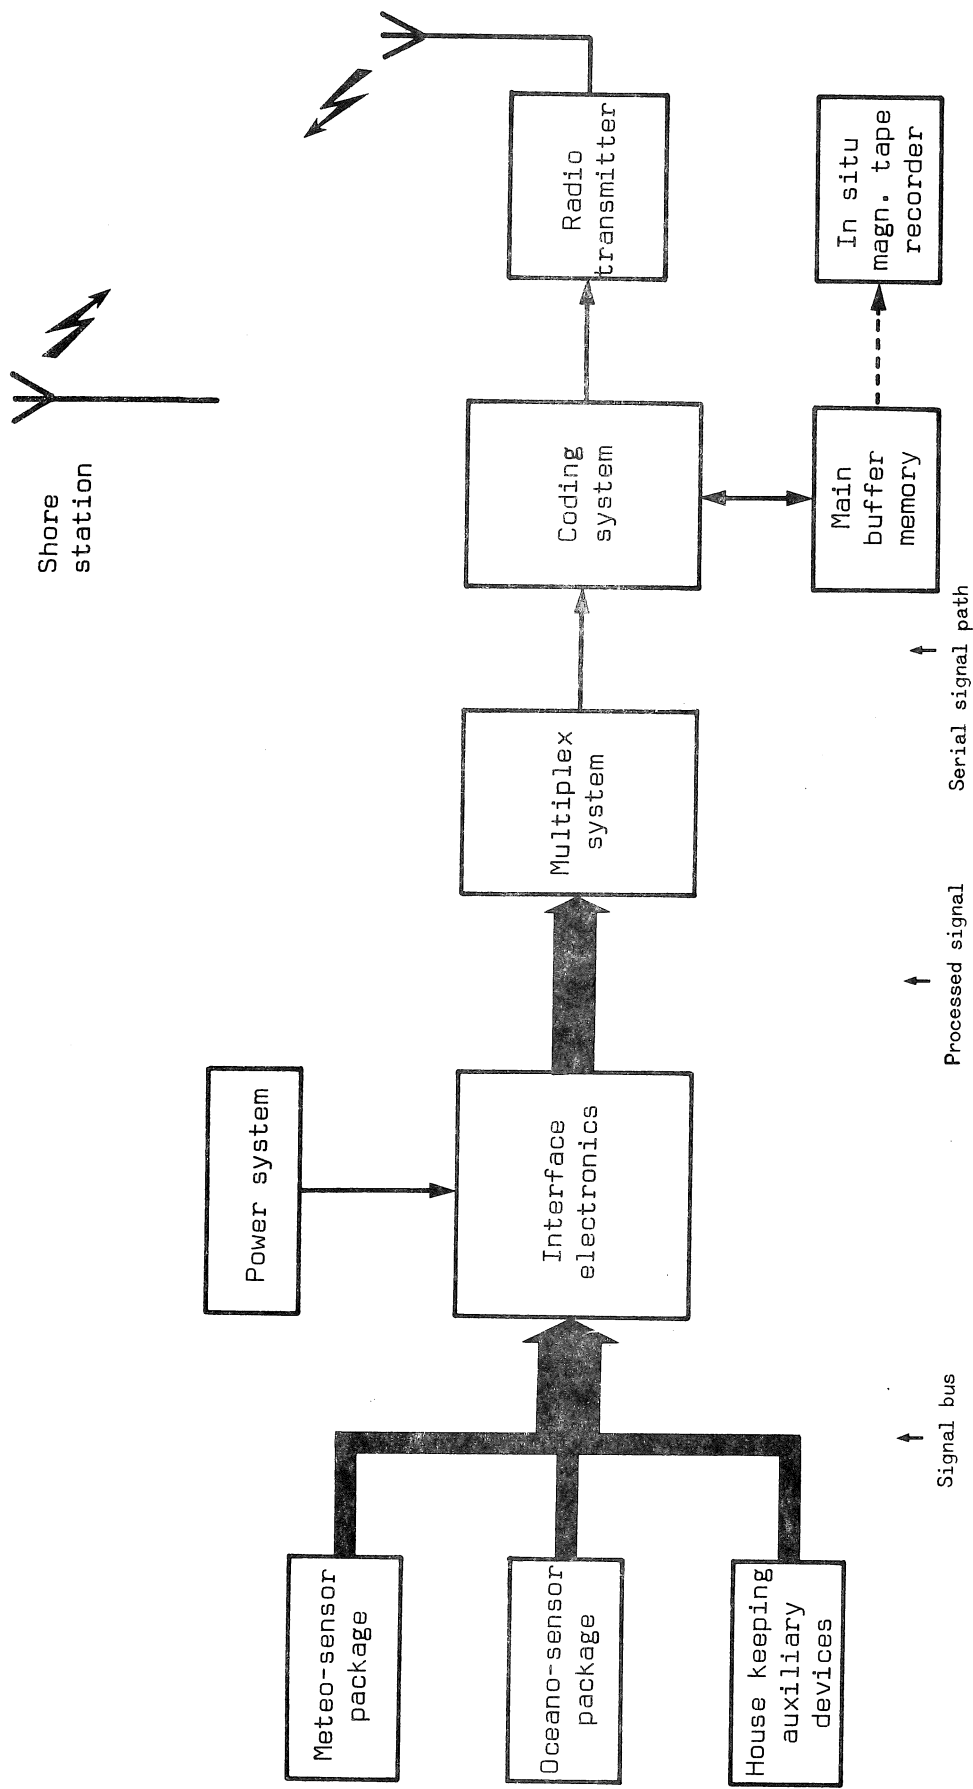 Meteo-sensor
package
Oceano-sensor
package
House keeping
auxiliary
devices
Signal bus
Power system
Interface
electronics
Processed signal
Multiplex
system
Serial signal path
Coding
system
Main
buffer
memory
Radio
transmitter
In situ
magn. tape
recorder
Shore
station